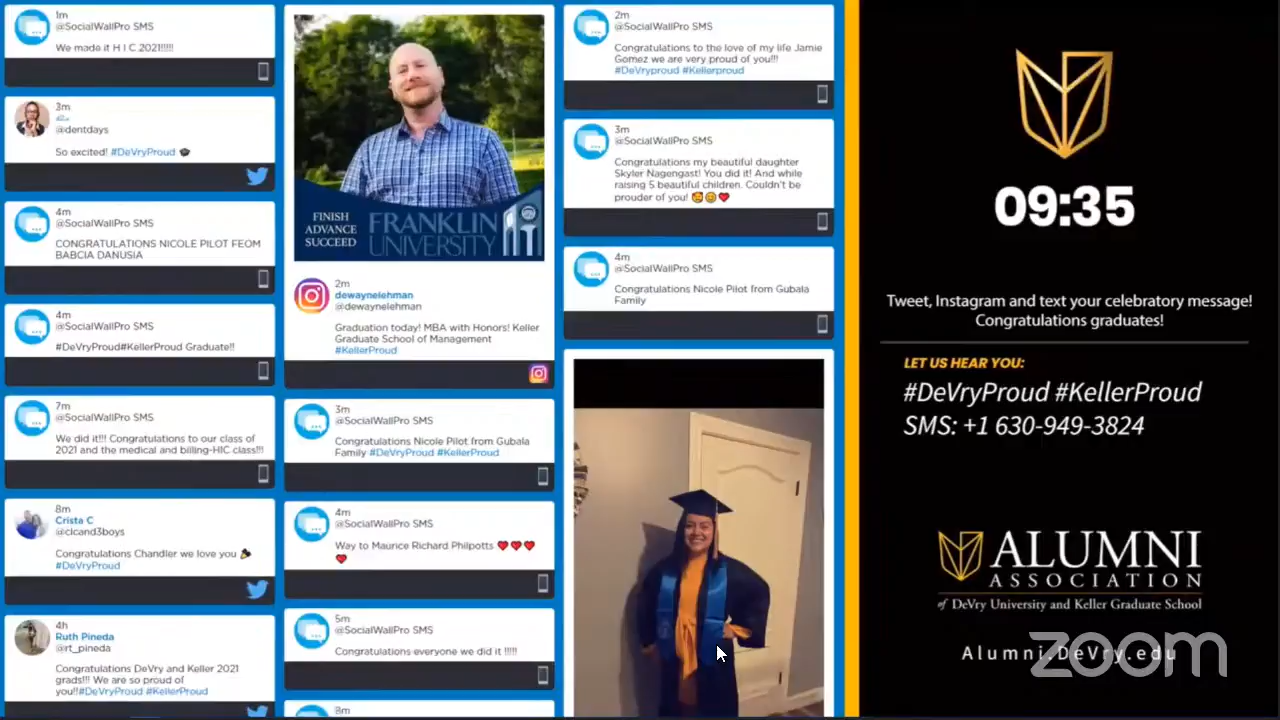 1m
@SocialWallPro SMS
We made it H I C 2021!!!!!
3m
@dentdays
So excited! #DeVryProud 🎓
4m
@SocialWallPro SMS
CONGRATULATIONS NICOLE PILOT FEOM
BABCIA DANUSIA
4m
@SocialWallPro SMS
#DeVryProud#KellerProud Graduate!!
7m
@SocialWallPro SMS
We did it!!! Congratulations to our class of
2021 and the medical and billing-HIC class!!!
8m
Crista C
@clcand3boys
Congratulations Chandler we love you 🎉
#DeVryProud
4h
Ruth Pineda
@rt_pineda
Congratulations DeVry and Keller 2021
grads!!! We are so proud of
you!!#DeVryProud #KellerProud
FINISH
ADVANCE
SUCCEED
FRANKLIN
UNIVERSITY
2m
dewaynelehman
@dewaynelehman
Graduation today! MBA with Honors! Keller
Graduate School of Management
#KellerProud
3m
@SocialWallPro SMS
Congratulations Nicole Pilot from Gubala
Family #DeVryProud #KellerProud
4m
@SocialWallPro SMS
Way to Maurice Richard Philpotts ❤️ ❤️ ❤️
❤️
5m
@SocialWallPro SMS
Congratulations everyone we did it !!!!!
8m
2m
@SocialWallPro SMS
Congratulations to the love of my life Jamie
Gomez we are very proud of you!!!
#DeVryproud #Kellerproud
3m
@SocialWallPro SMS
Congratulations my beautiful daughter
Skyler Nagengast! You did it! And while
raising 5 beautiful children. Couldn't be
prouder of you! 🥰😊❤️
4m
@SocialWallPro SMS
Congratulations Nicole Pilot from Gubala
Family
09:35
Tweet, Instagram and text your celebratory message!
Congratulations graduates!
LET US HEAR YOU:
#DeVryProud #KellerProud
SMS: +1 630-949-3824
ALUMNI
ASSOCIATION
of DeVry University and Keller Graduate School
Alumni.DeVry.edu
zoom